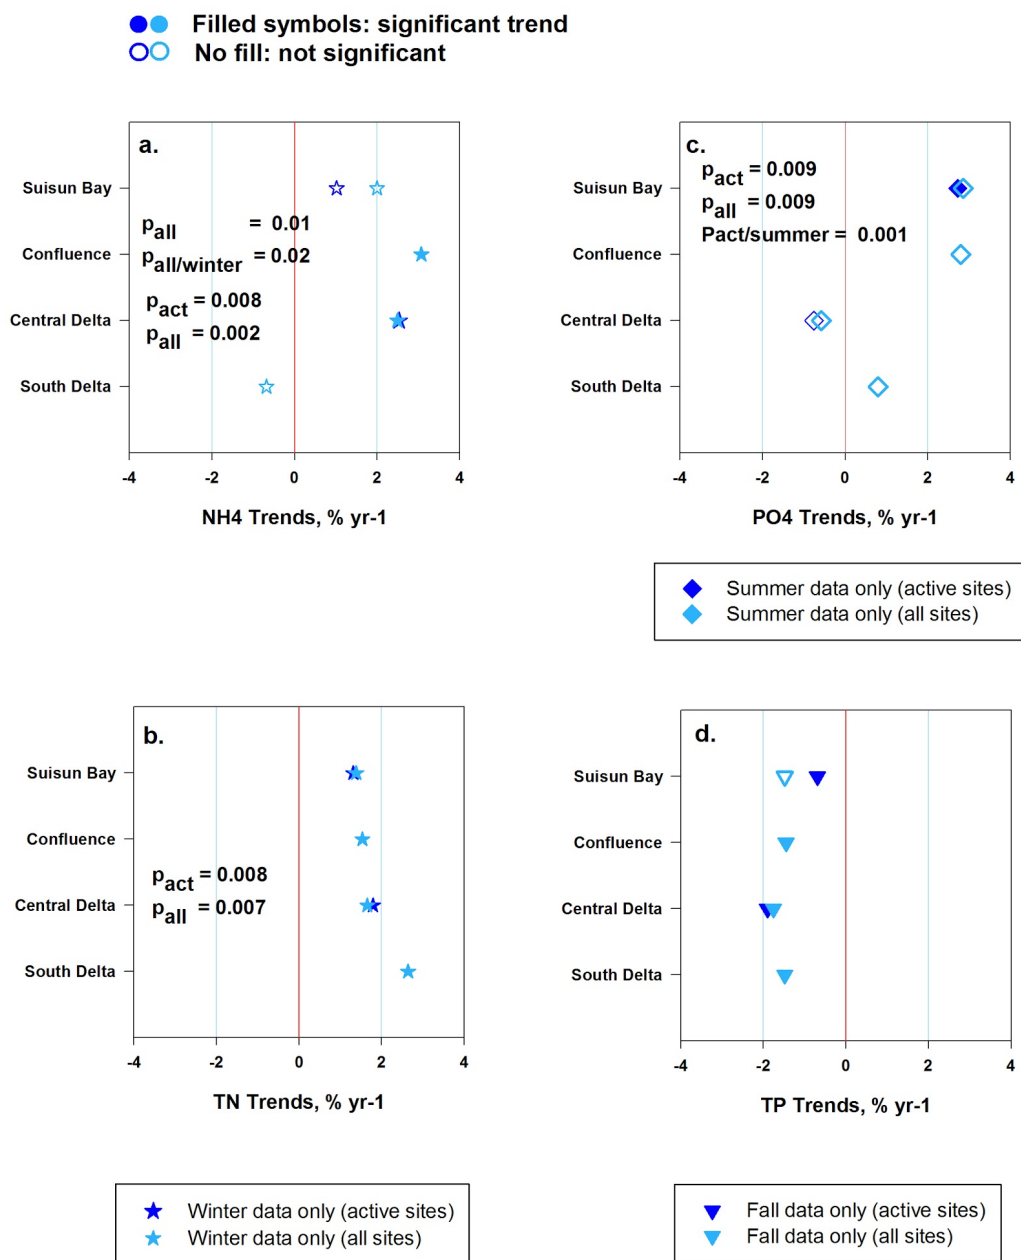 Filled symbols: significant trend
No fill: not significant
a.
Suisun Bay
Confluence
Central Delta
South Delta
pall = 0.01
pall/winter = 0.02
pact = 0.008
pall = 0.002
-4 -2 0 2 4
NH4 Trends, % yr-1
c.
pact = 0.009
pall = 0.009
Pact/summer = 0.001
Suisun Bay
Confluence
Central Delta
South Delta
-4 -2 0 2 4
PO4 Trends, % yr-1
Summer data only (active sites)
Summer data only (all sites)
b.
Suisun Bay
Confluence
Central Delta
South Delta
pact = 0.008
pall = 0.007
-4 -2 0 2 4
TN Trends, % yr-1
Winter data only (active sites)
Winter data only (all sites)
d.
Suisun Bay
Confluence
Central Delta
South Delta
-4 -2 0 2 4
TP Trends, % yr-1
Fall data only (active sites)
Fall data only (all sites)